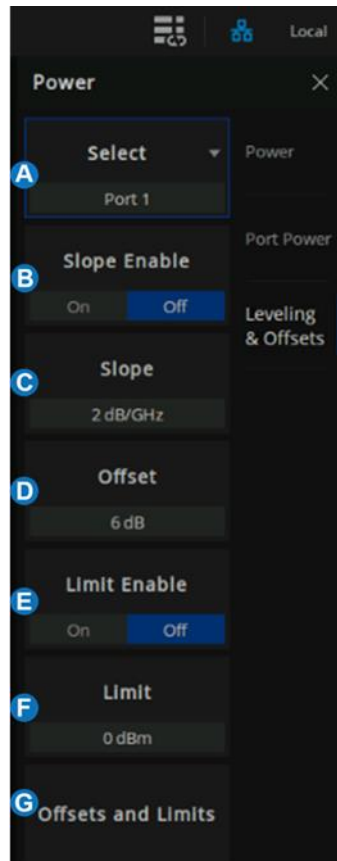 Local
Power
A
Select
Port 1
B
Slope Enable
On Off
C
Slope
2 dB/GHz
D
Offset
6 dB
E
Limit Enable
On Off
F
Limit
0 dBm
G
Offsets and Limits
Power
Port Power
Leveling
& Offsets